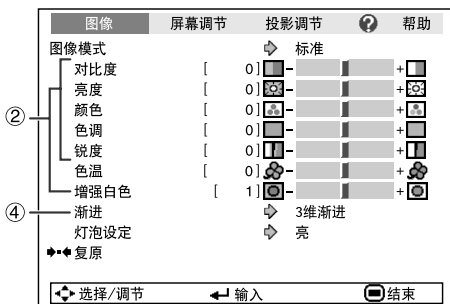 图像 屏幕调节 投影调节 ? 帮助
图像模式 标准
对比度 [ 0] - +
亮度 [ 0] - +
颜色 [ 0] - +
色调 [ 0] - +
锐度 [ 0] - +
色温 [ 0] - +
增强白色 [ 1] - +
渐进 3维渐进
灯泡设定 亮
复原
选择/调节 输入 结束
②
④